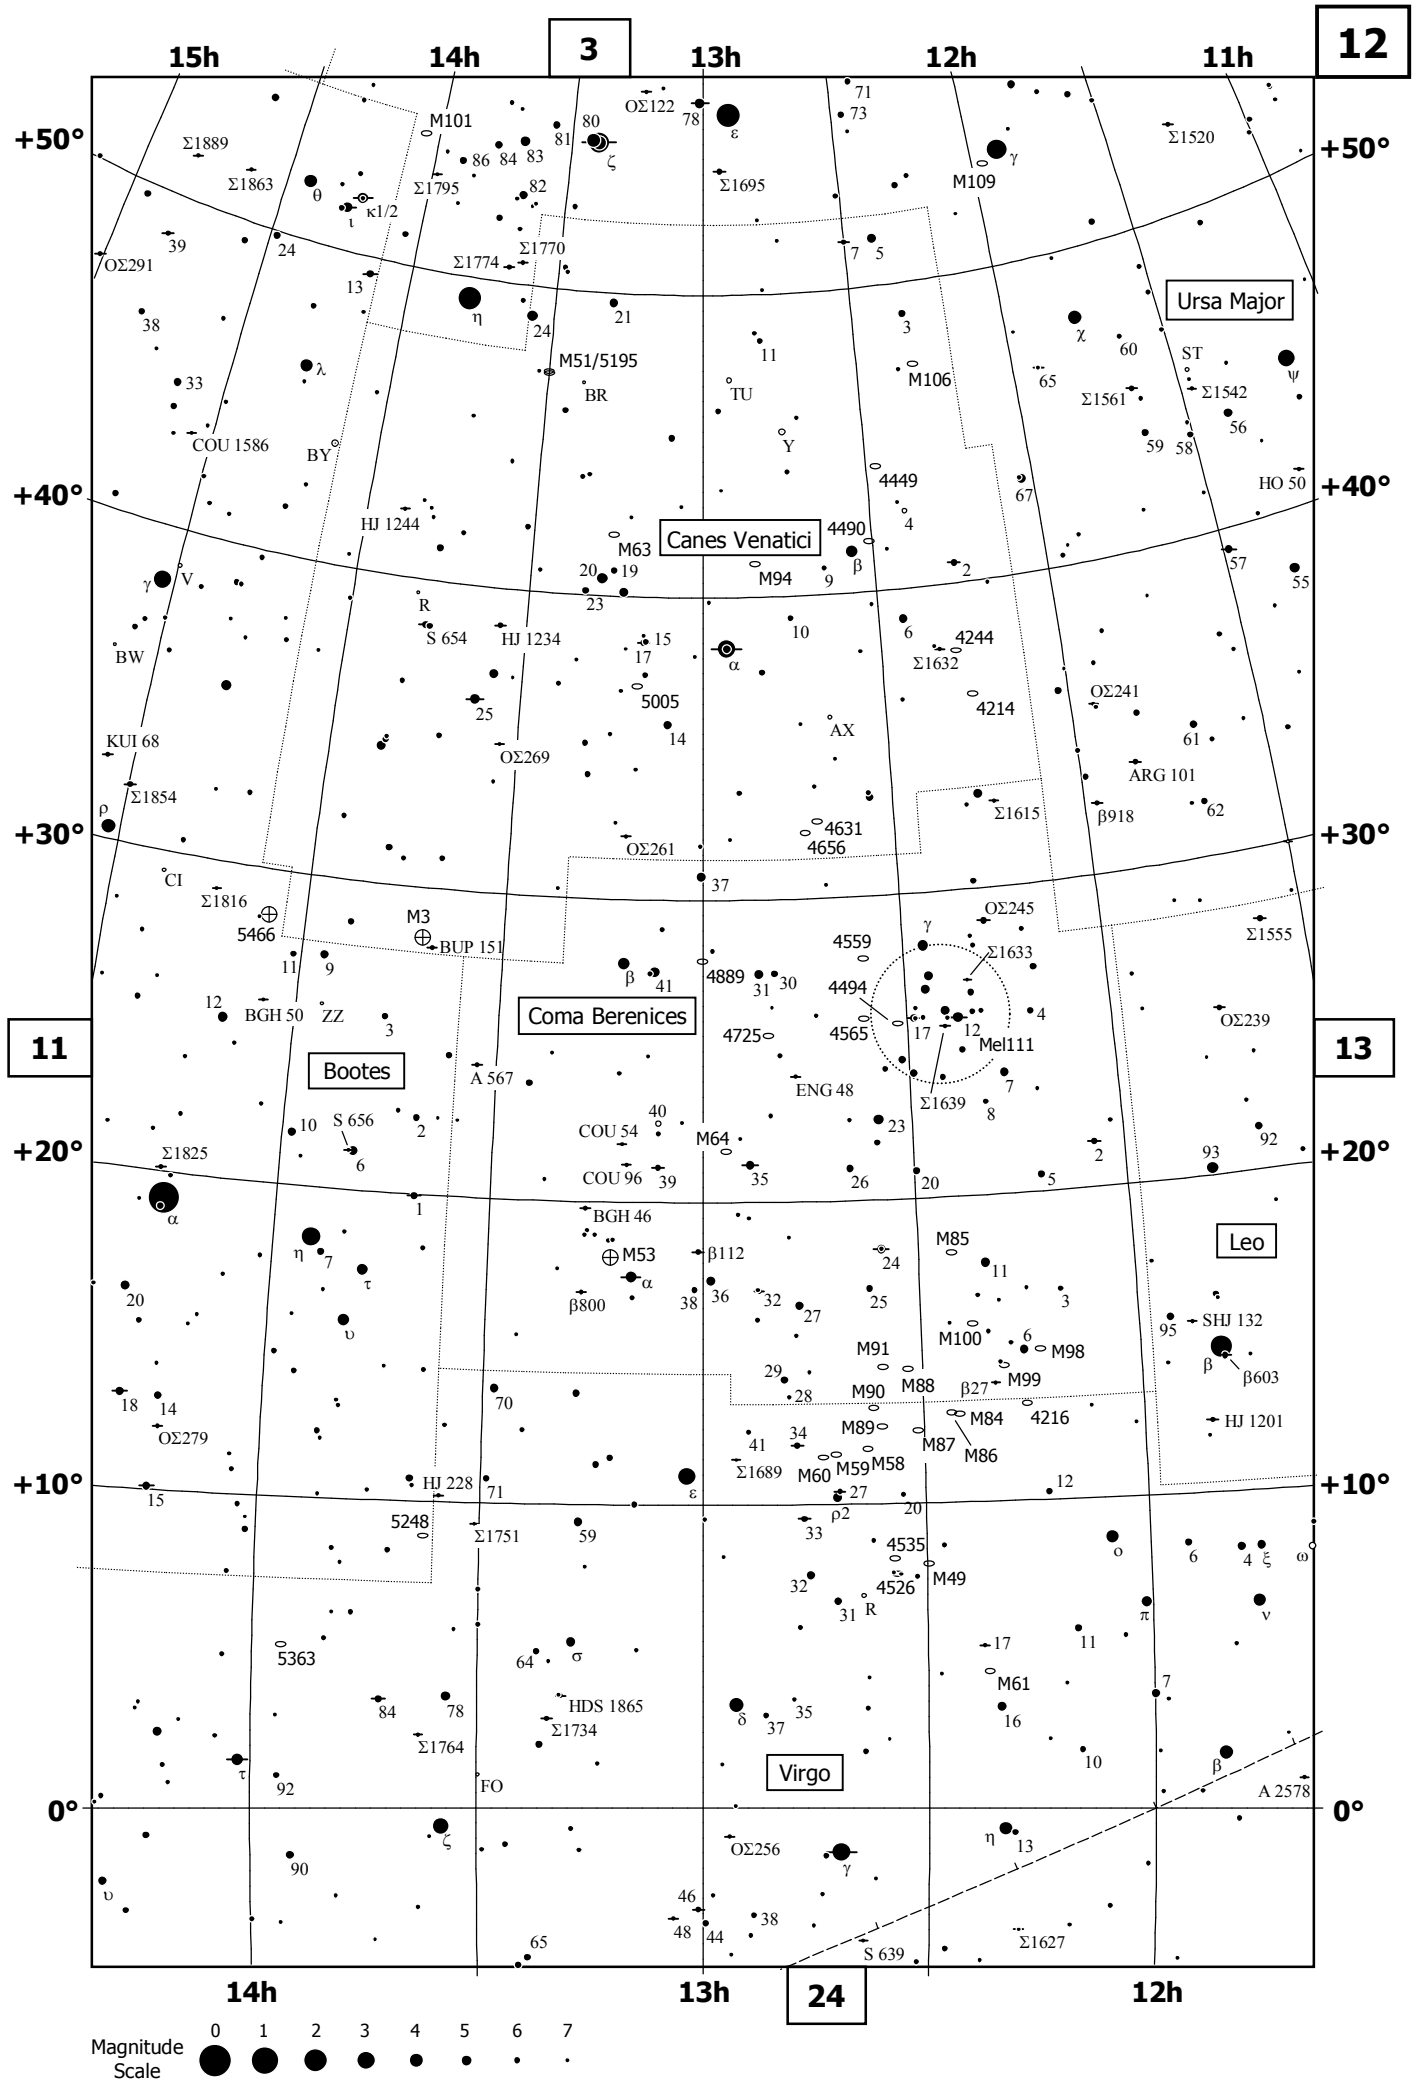 3
12
15h 14h 13h 12h 11h
+50° +50°
+40° +40°
+30° +30°
+20° +20°
+10° +10°
0° 0°
11
13
ΟΣ122
71
73
78
ε
80
81
ζ
M101
Σ1889
Σ1863
86
84
83
Σ1795
82
θ
ι
κ1/2
Σ1695
M109
γ
Σ1520
39
24
ΟΣ291
13
Σ1774
Σ1770
7
5
Ursa Major
38
η
24
21
3
χ
60
11
M51/5195
λ
33
BR
TU
M106
65
ST
Σ1561
Σ1542
ψ
56
59
58
COU 1586
BY
Y
4449
67
HO 50
HJ 1244
M63
Canes Venatici
4490
4
β
2
57
55
γ
V
20
19
23
M94
9
R
BW
S 654
HJ 1234
15
17
α
10
6
4244
Σ1632
5005
4214
ΟΣ241
25
14
AX
61
KUI 68
ΟΣ269
ARG 101
Σ1854
ρ
Σ1615
β918
62
4631
4656
ΟΣ261
CI
37
Σ1816
5466
M3
BUP 151
γ
ΟΣ245
Σ1633
Σ1555
11
9
β
41
4889
4559
31
30
4494
4565
12
BGH 50
ZZ
3
Coma Berenices
17
12
4
ΟΣ239
4725
Mel111
Bootes
A 567
ENG 48
Σ1639
7
8
10
S 656
2
40
COU 54
M64
23
92
6
Σ1825
COU 96
39
35
26
20
5
2
93
α
1
BGH 46
η
7
τ
M53
α
β112
24
M85
11
Leo
20
β800
38
36
32
27
25
3
υ
SHJ 132
95
M100
6
M98
M91
M99
β
β603
29
28
M90
M88
β27
18
14
70
4216
HJ 1201
ΟΣ279
M89
M84
M87
M86
41
34
Σ1689
M60
M59
M58
15
HJ 228
71
ε
27
ρ2
20
12
5248
Σ1751
59
33
4535
ο
6
4
ξ
ω
4526
M49
32
31
R
π
ν
5363
64
σ
17
11
M61
84
78
HDS 1865
Σ1734
δ
37
35
16
7
Σ1764
10
τ
92
FO
Virgo
β
A 2578
ζ
η
13
ΟΣ256
γ
90
υ
46
48
44
38
S 639
Σ1627
65
14h 13h 12h
24
0 1 2 3 4 5 6 7
Magnitude
Scale